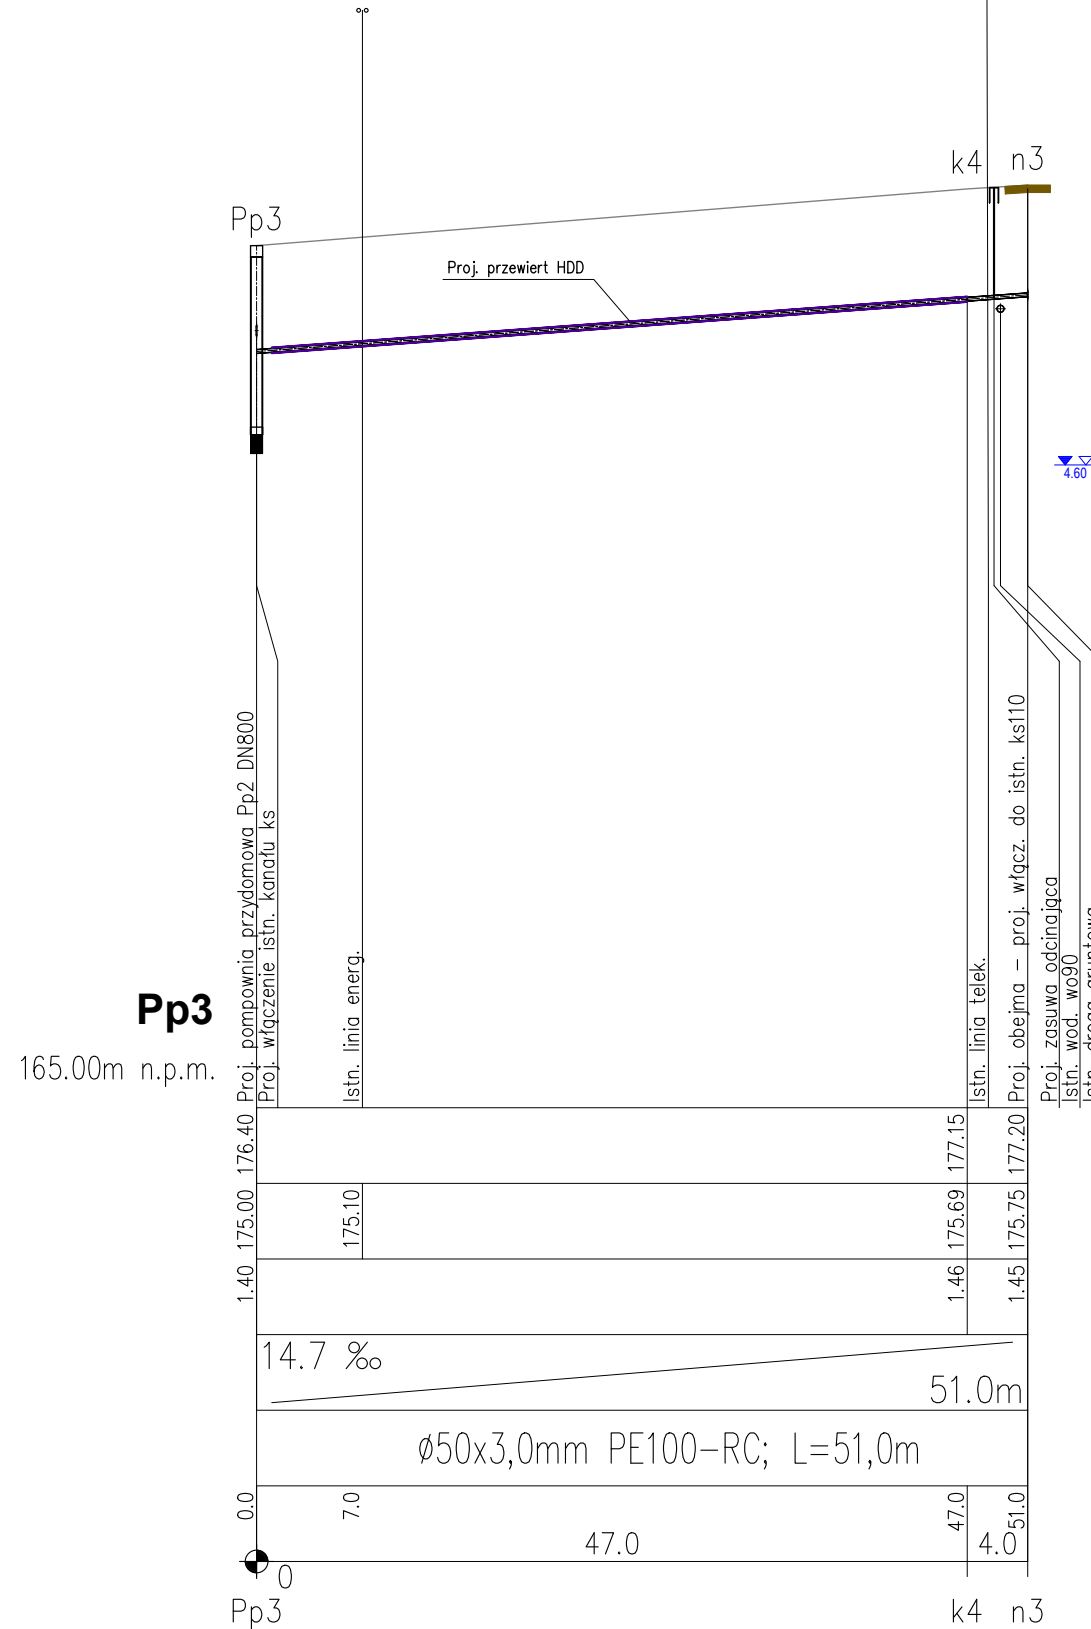 k4
n3
Pp3
Proj. przewiert HDD
4.60
Proj. pompownia przydomowa Pp2 DN800
Proj. włączenie istn. kanału ks
Istn. linia energ.
Istn. linia telek.
Proj. obejma – proj. włącz. do istn. ks110
Proj. zasuwa odcinająca
Istn. wod. wo90
Istn. droga gruntowa
Pp3
165.00m n.p.m.
176.40
177.15
177.20
175.00
175.10
175.69
175.75
1.40
1.46
1.45
14.7 ‰
51.0m
ø50x3,0mm PE100-RC; L=51,0m
0.0
7.0
47.0
51.0
47.0
4.0
0
Pp3
k4
n3